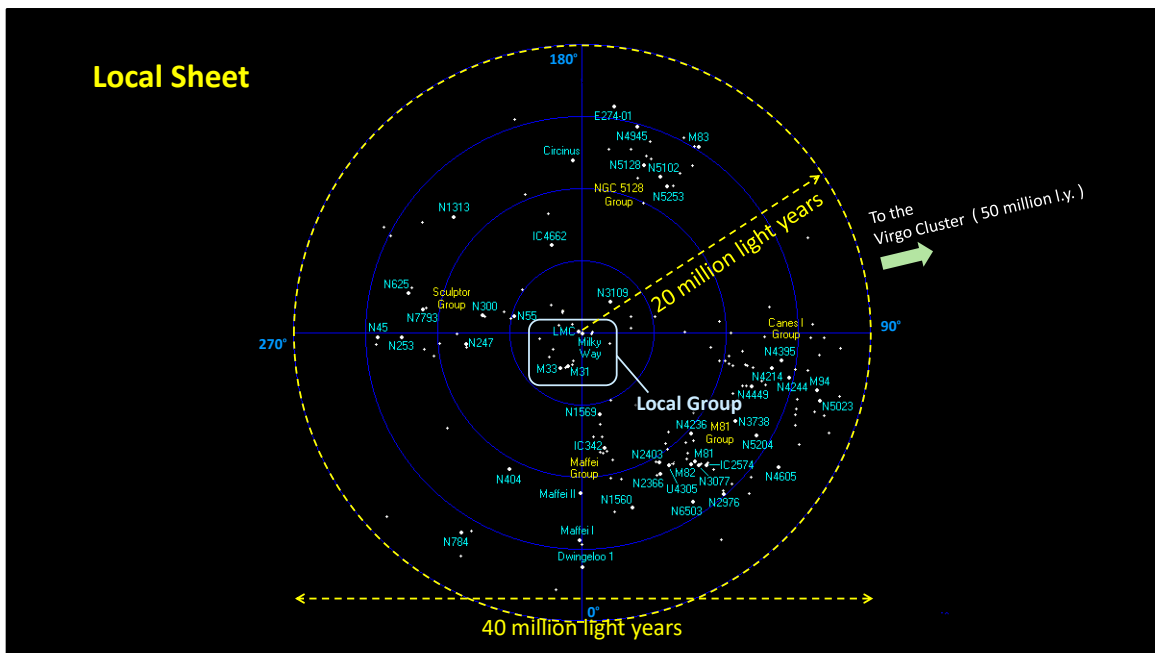 180°
Local Sheet
E274-01
N4945
M83
Circinus
N5128
N5102
NGC 5128
Group
N5253
N1313
To the
Virgo Cluster ( 50 million l.y. )
IC4662
20 million light years
N625
Sculptor
Group
N300
N3109
N7793
N55
N45
LMC
Milky
Way
Canes I
Group
90°
270°
N253
N247
N4395
M33
M31
N4214
N4244
M94
N4449
N5023
Local Group
N1569
N4236
N3738
M81
Group
N5204
IC342
Maffei
Group
N2403
M81
IC2574
N4605
N404
N2366
M82
N3077
U4305
N2976
Maffei II
N1560
N6503
N784
Maffei I
Dwingeloo 1
0°
40 million light years